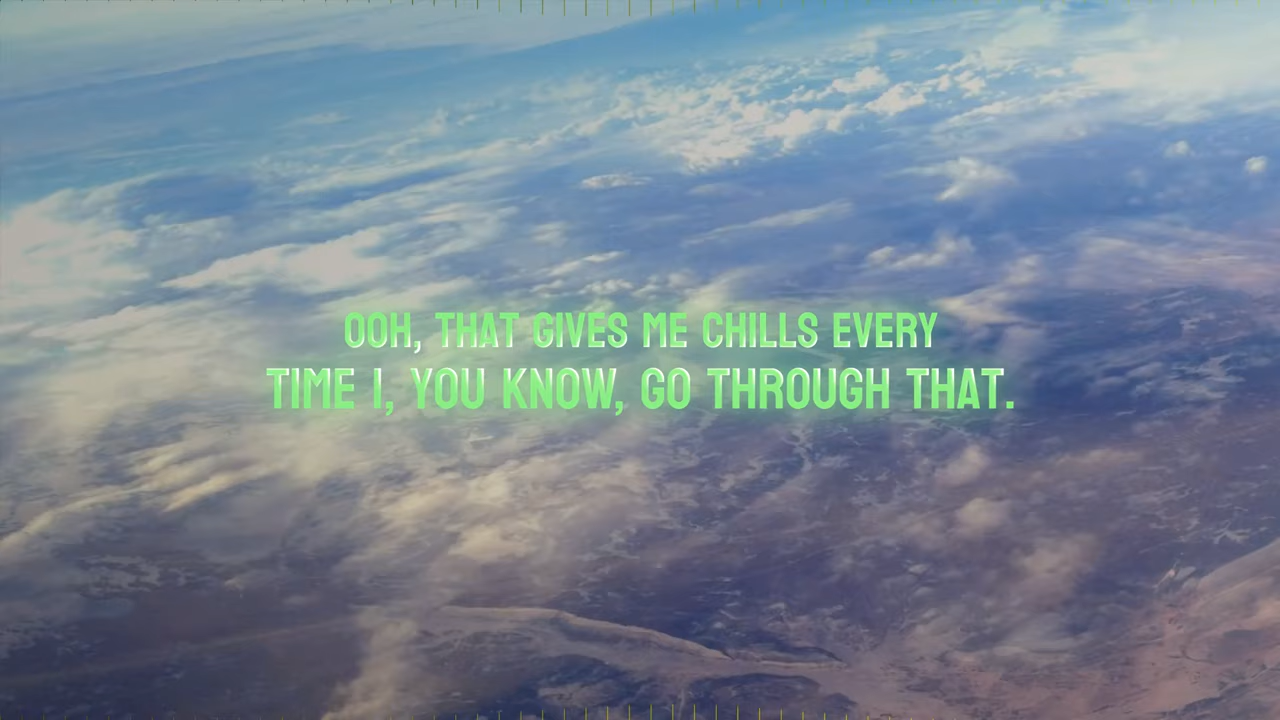 OOH, THAT GIVES ME CHILLS EVERY
TIME I, YOU KNOW, GO THROUGH THAT.